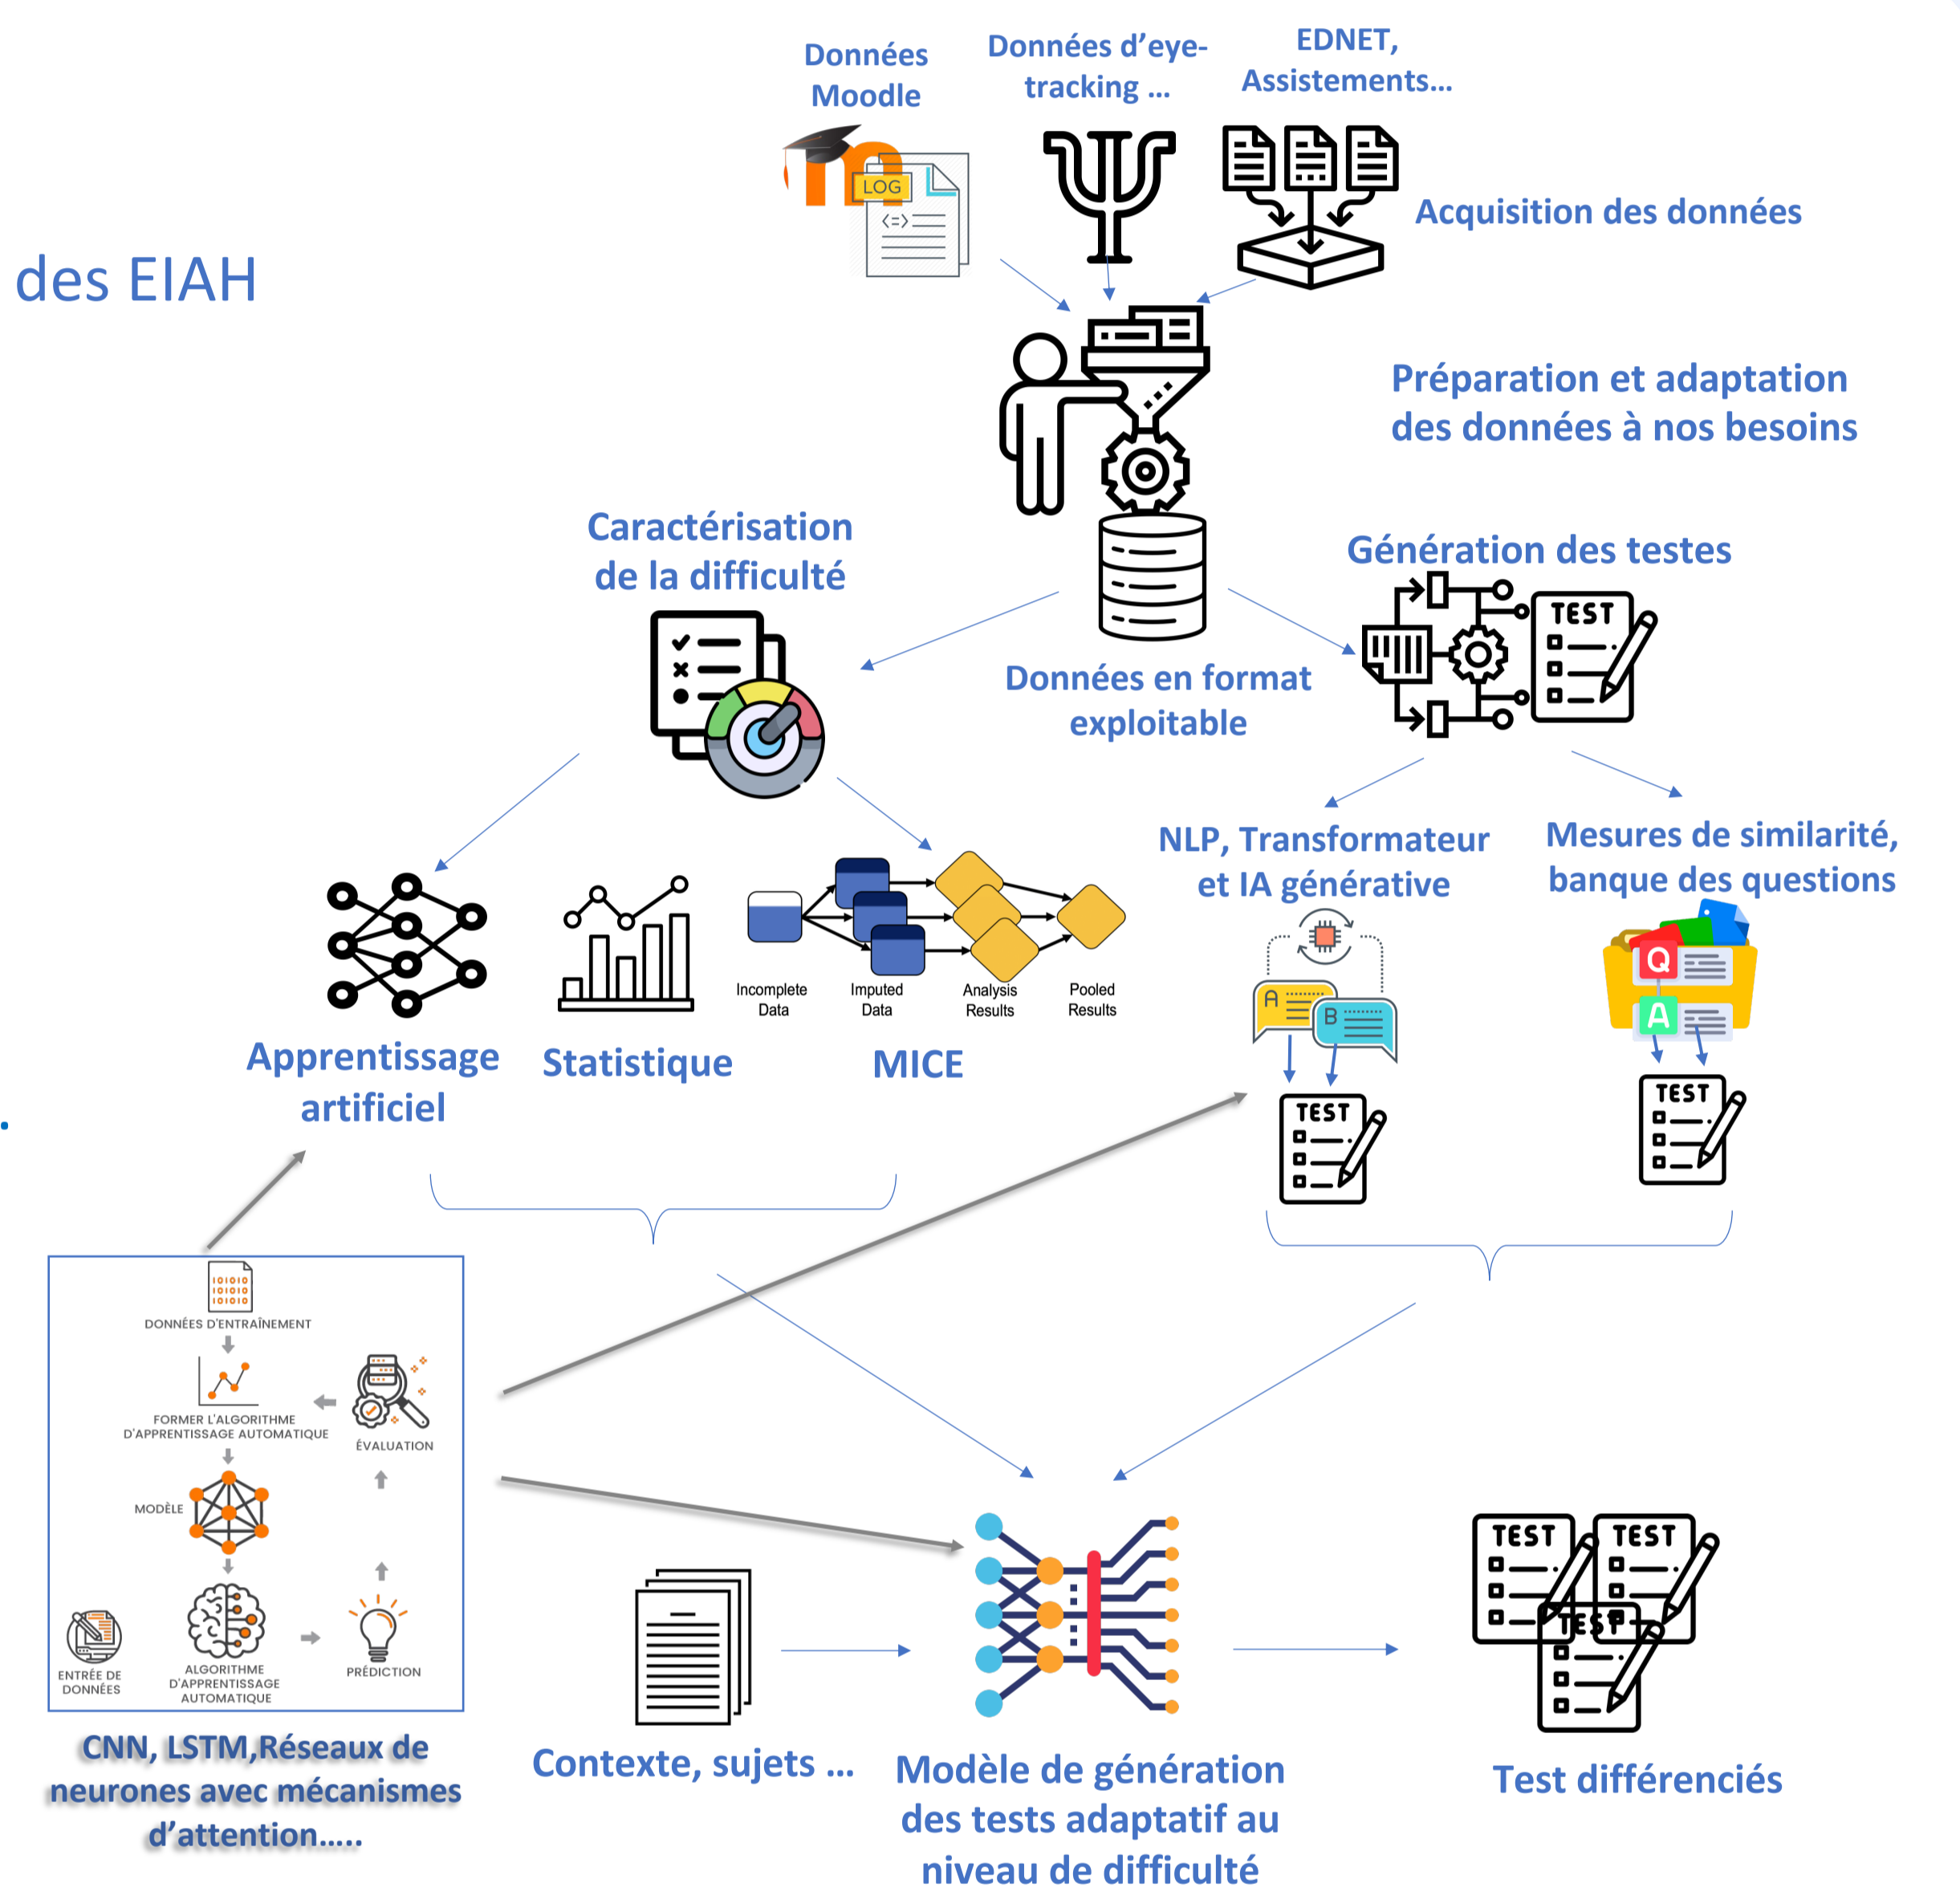 Données
Moodle
Données d'eye-
tracking ...
EDNET,
Assistements...
LOG
<=>
Acquisition des données
des EIAH
Préparation et adaptation
des données à nos besoins
Caractérisation
de la difficulté
Génération des testes
TEST
Données en format
exploitable
NLP, Transformateur
et IA générative
Mesures de similarité,
banque des questions
Q
A
A
B
Incomplete
Data
Imputed
Data
Analysis
Results
Pooled
Results
Apprentissage
artificiel
Statistique
MICE
TEST
TEST
.
101010
101010
101010
DONNÉES D'ENTRAÎNEMENT
FORMER L'ALGORITHME
D'APPRENTISSAGE AUTOMATIQUE
ÉVALUATION
MODÈLE
ENTRÉE DE
DONNÉES
ALGORITHME
D'APPRENTISSAGE
AUTOMATIQUE
PRÉDICTION
CNN, LSTM,Réseaux de
neurones avec mécanismes
d'attention.....
Contexte, sujets ...
Modèle de génération
des tests adaptatif au
niveau de difficulté
TEST
TEST
TEST
Test différenciés